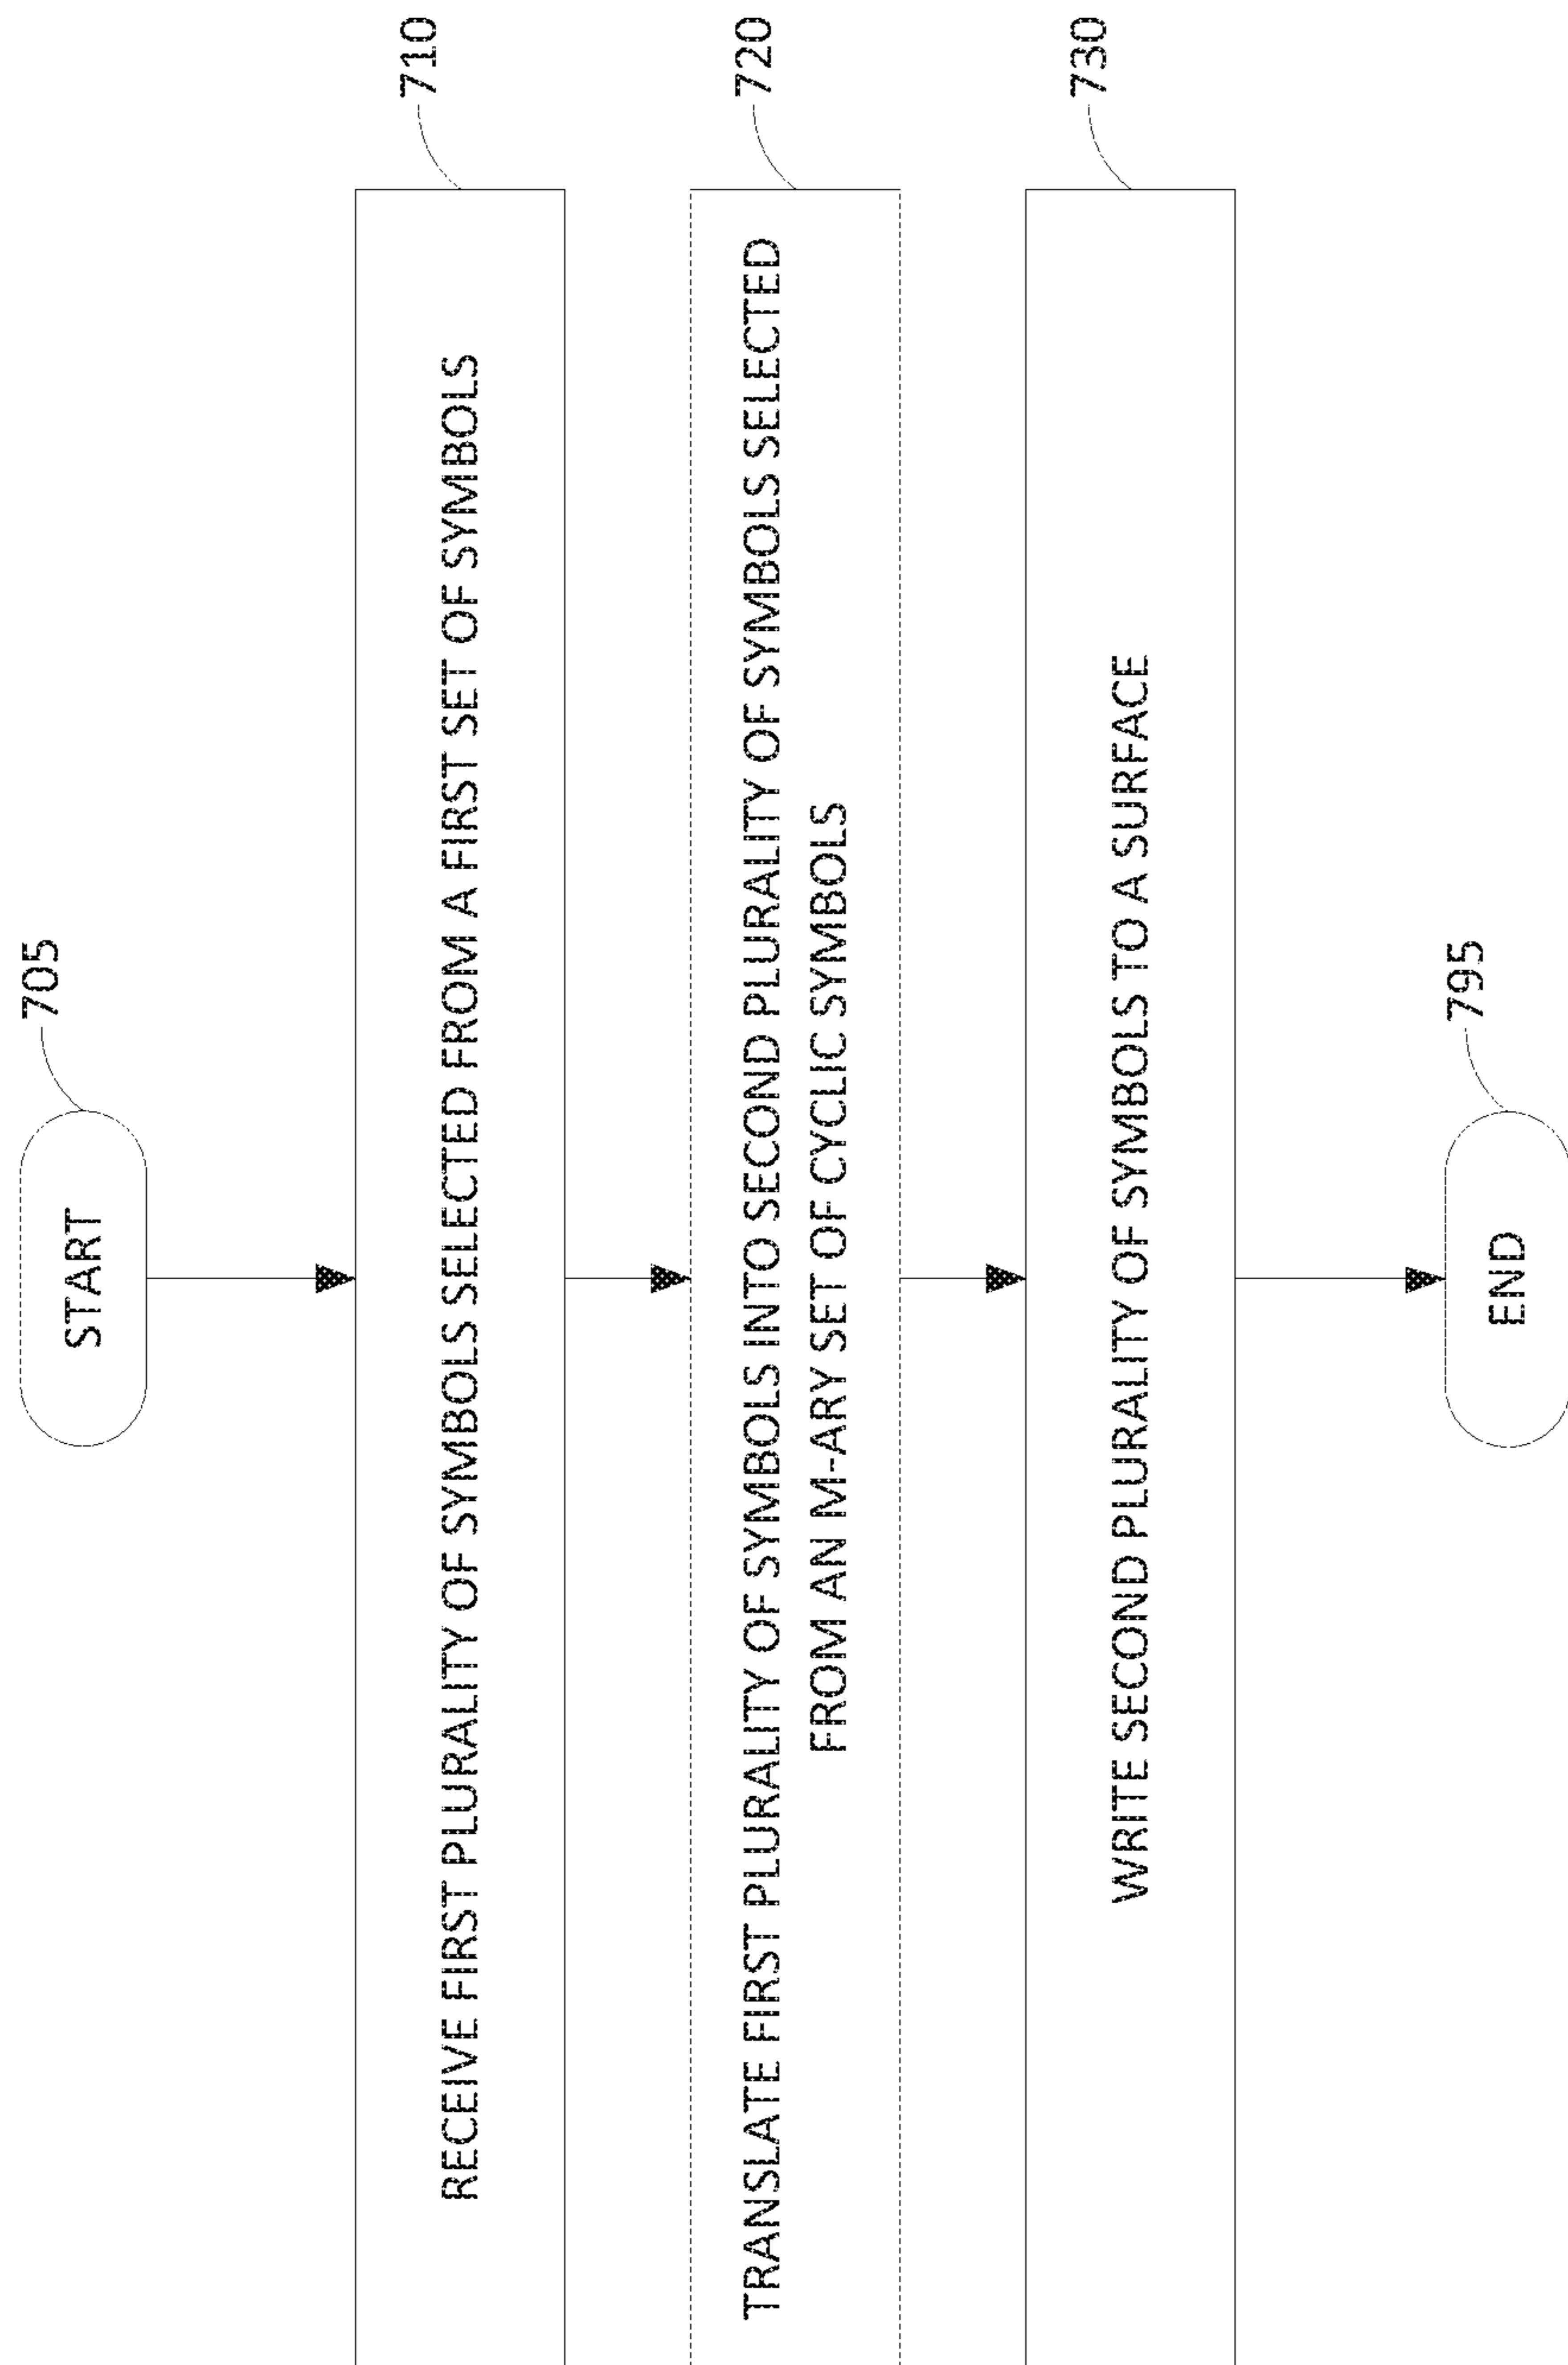 705
START
710
RECEIVE FIRST PLURALITY OF SYMBOLS SELECTED FROM A FIRST SET OF SYMBOLS
720
TRANSLATE FIRST PLURALITY OF SYMBOLS INTO SECOND PLURALITY OF SYMBOLS SELECTED
FROM AN M-ARY SET OF CYCLIC SYMBOLS
730
WRITE SECOND PLURALITY OF SYMBOLS TO A SURFACE
795
END